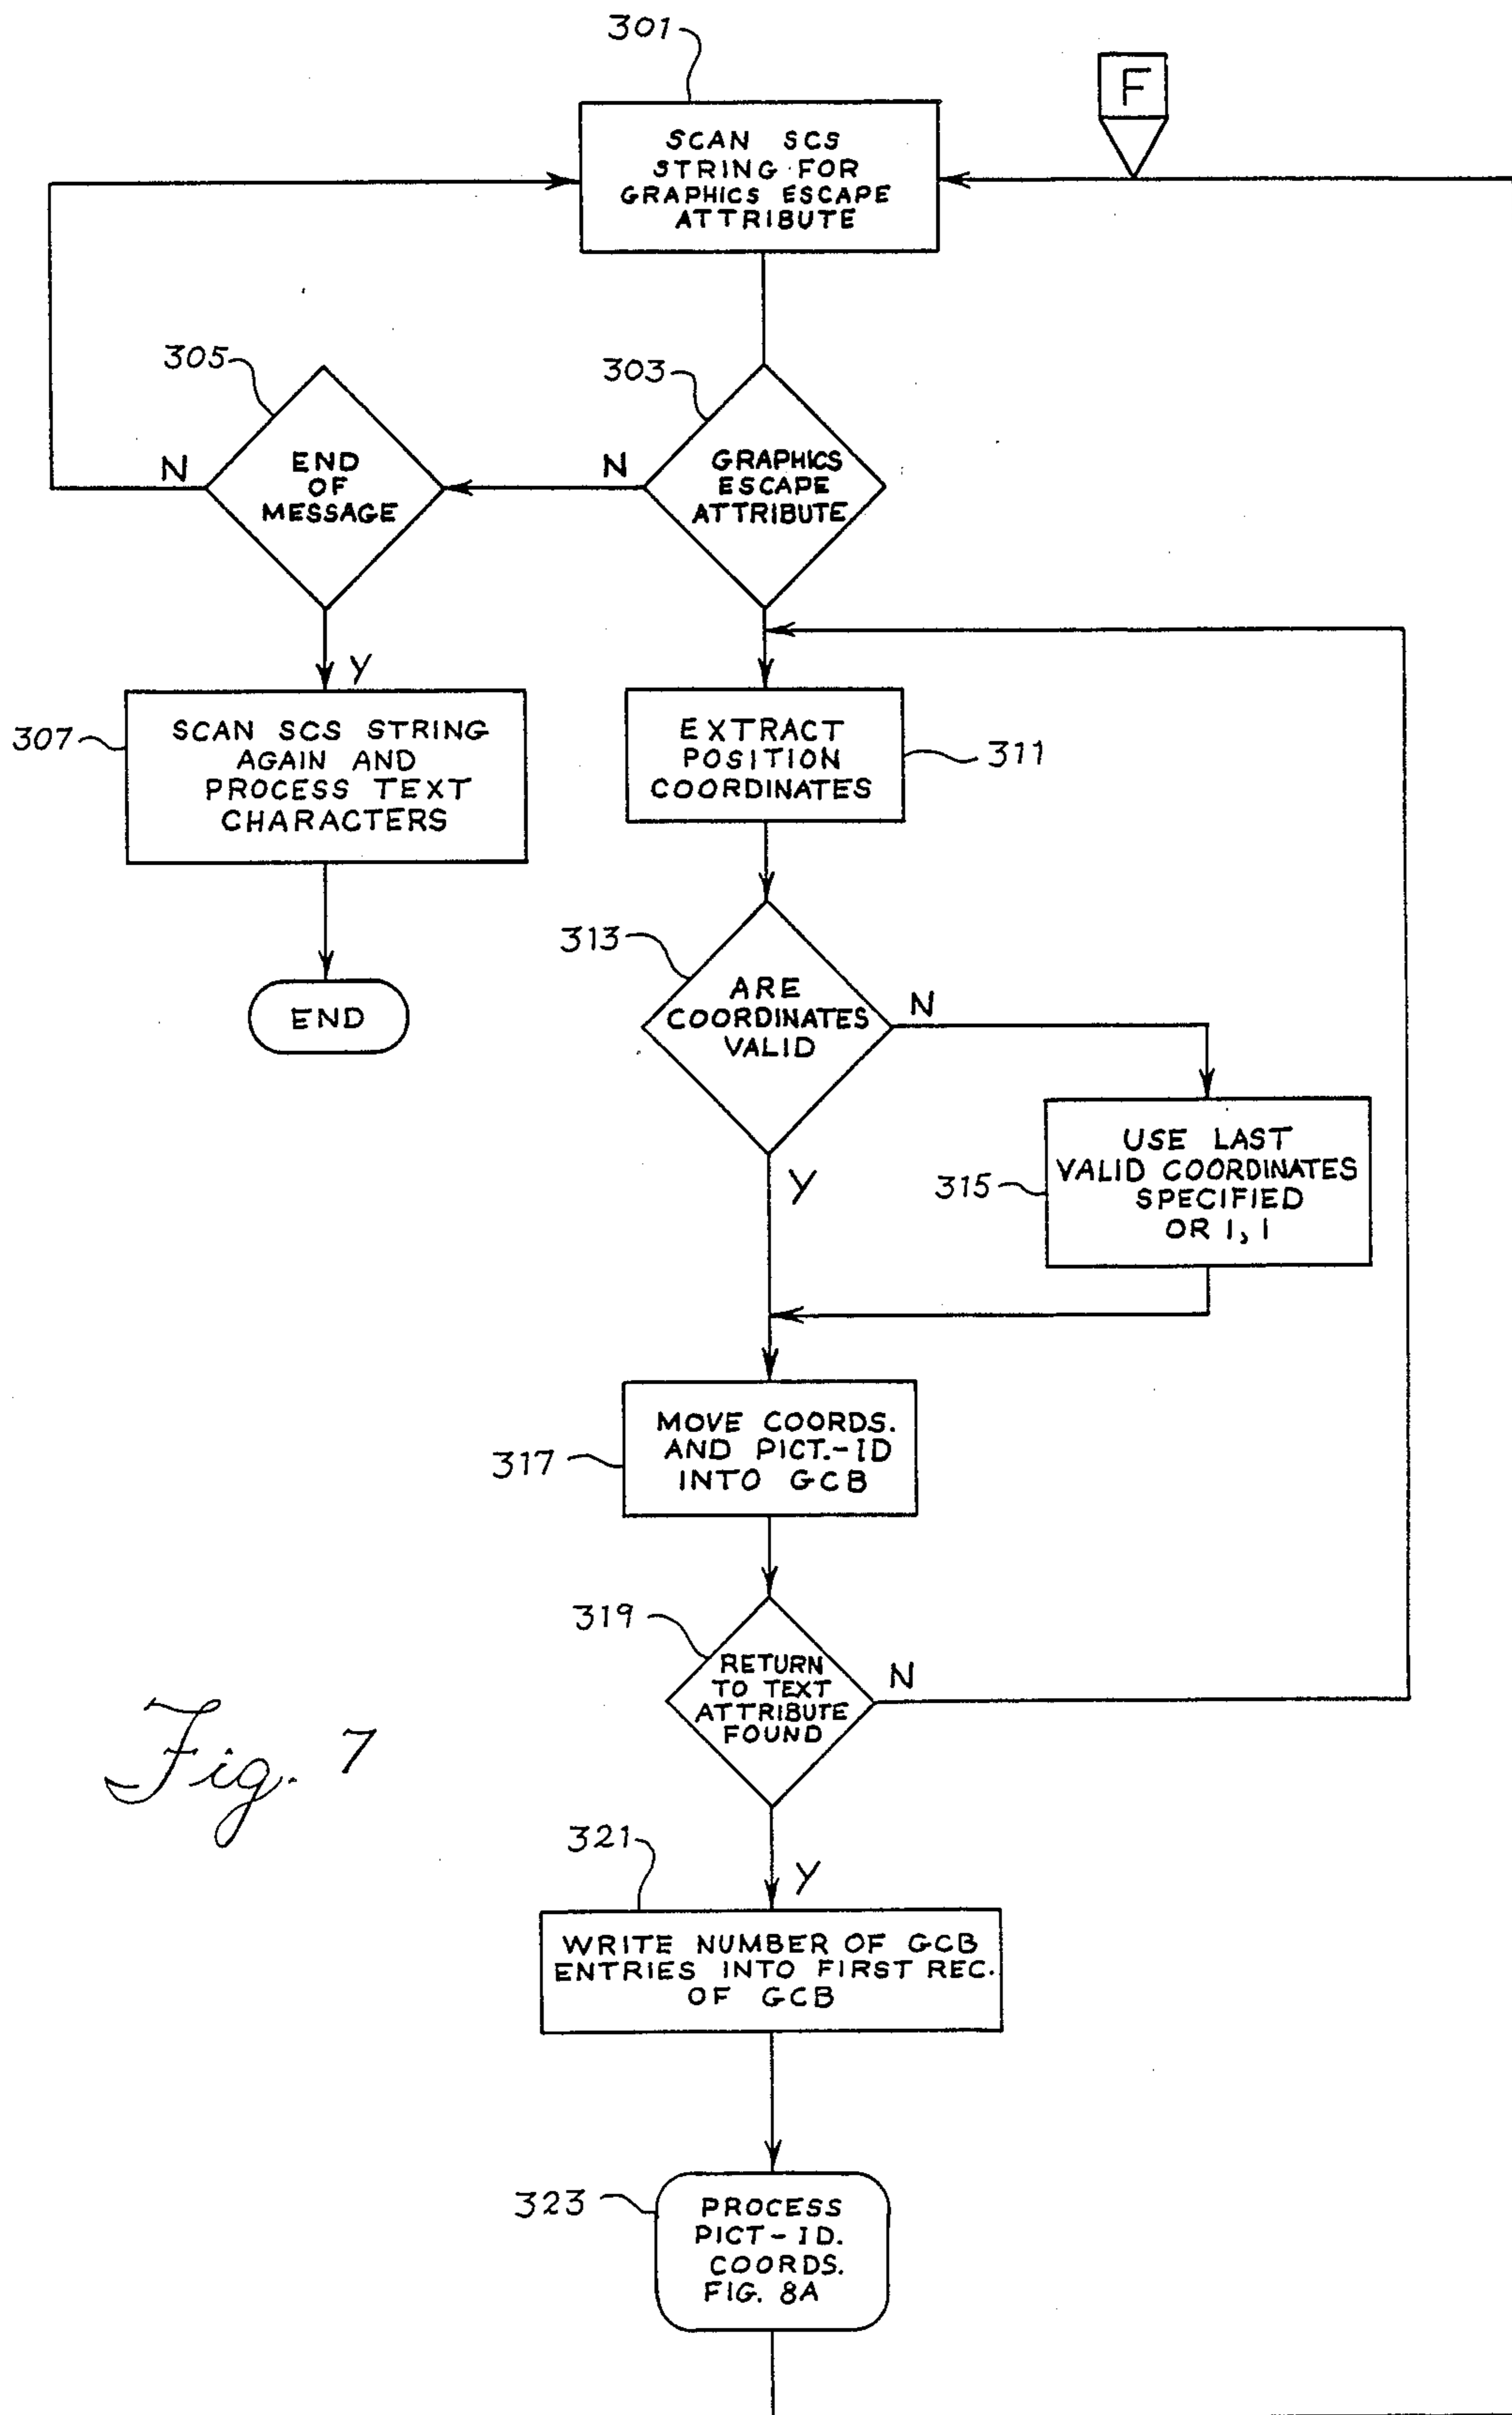 301
F
SCAN SCS
STRING FOR
GRAPHICS ESCAPE
ATTRIBUTE
305
303
N
END
OF
MESSAGE
N
GRAPHICS
ESCAPE
ATTRIBUTE
Y
307
SCAN SCS STRING
AGAIN AND
PROCESS TEXT
CHARACTERS
EXTRACT
POSITION
COORDINATES
311
END
313
ARE
COORDINATES
VALID
N
Y
315
USE LAST
VALID COORDINATES
SPECIFIED
OR 1, 1
317
MOVE COORDS.
AND PICT.-ID
INTO GCB
319
RETURN
TO TEXT
ATTRIBUTE
FOUND
N
Fig. 7
321
Y
WRITE NUMBER OF GCB
ENTRIES INTO FIRST REC.
OF GCB
323
PROCESS
PICT-ID.
COORDS.
FIG. 8A